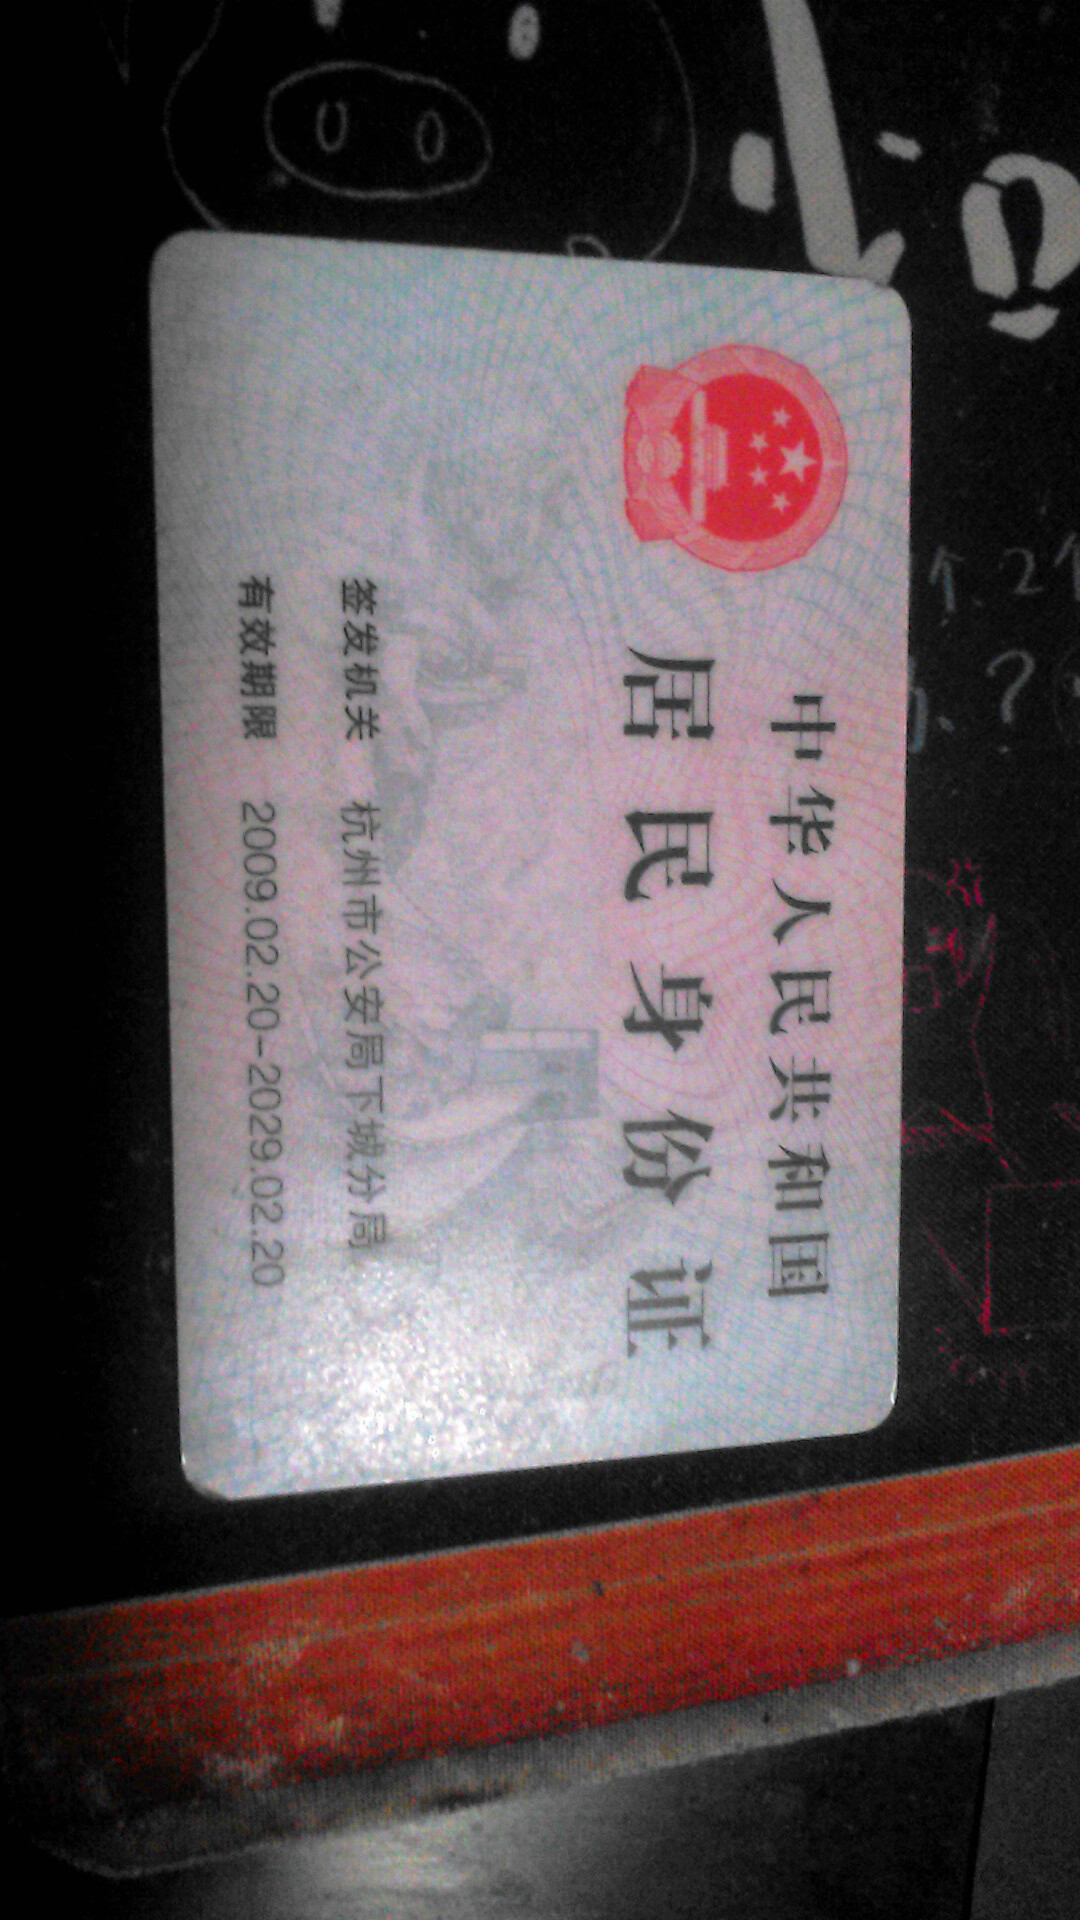 中华人民共和国
居民身份证
签发机关 杭州市公安局下城分局
有效期限 2009.02.20-2029.02.20